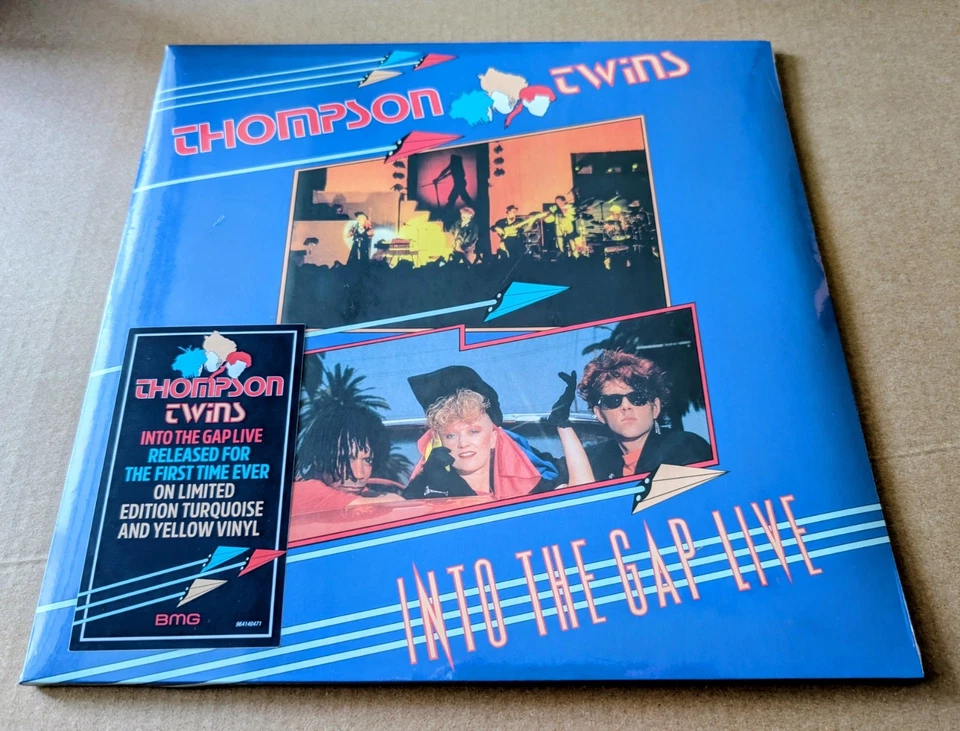 THOMPSON TWINS
THOMPSON
TWINS
INTO THE GAP LIVE
RELEASED FOR
THE FIRST TIME EVER
ON LIMITED
EDITION TURQUOISE
AND YELLOW VINYL
BMG 964140471
INTO THE GAP LIVE